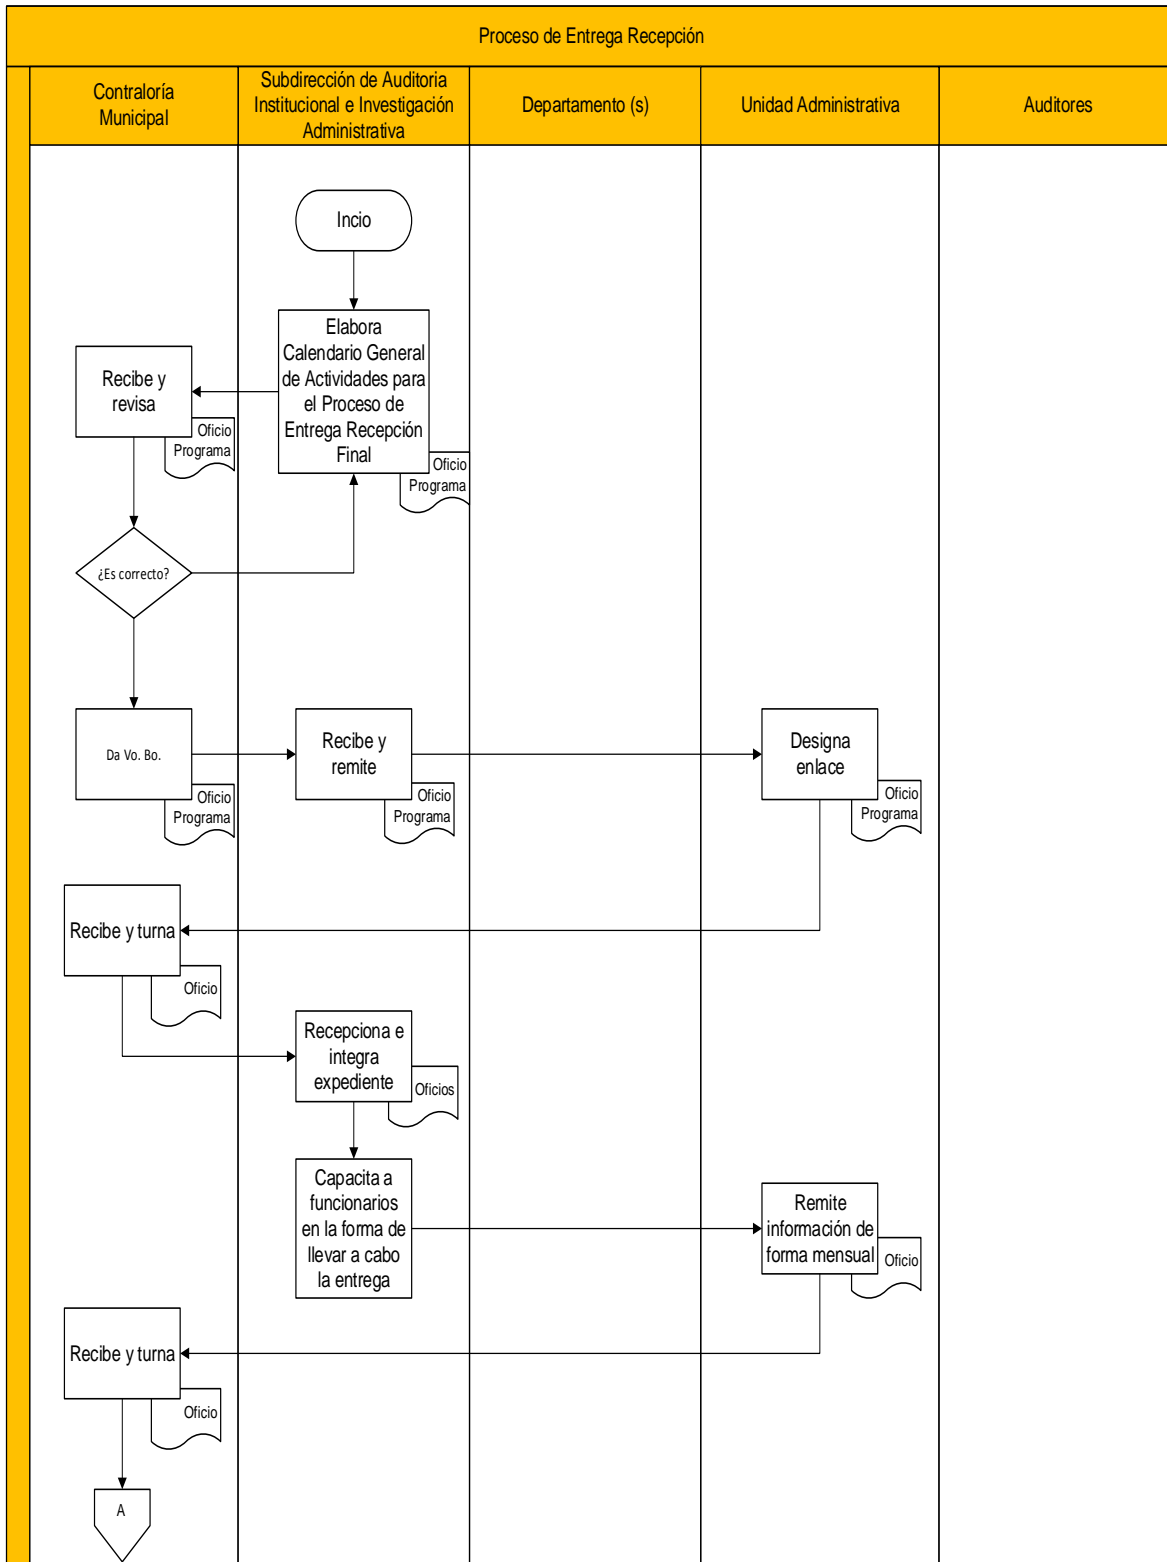 Proceso de Entrega Recepción
Contraloría
Municipal
Subdirección de Auditoria
Institucional e Investigación
Administrativa
Departamento (s)
Unidad Administrativa
Auditores
Incio
Elabora
Calendario General
de Actividades para
el Proceso de
Entrega Recepción
Final
Oficio
Programa
Recibe y
revisa
Oficio
Programa
¿Es correcto?
Da Vo. Bo.
Oficio
Programa
Recibe y
remite
Oficio
Programa
Designa
enlace
Oficio
Programa
Recibe y turna
Oficio
Recepciona e
integra
expediente
Oficios
Capacita a
funcionarios
en la forma de
llevar a cabo
la entrega
Remite
información de
forma mensual
Oficio
Recibe y turna
Oficio
A